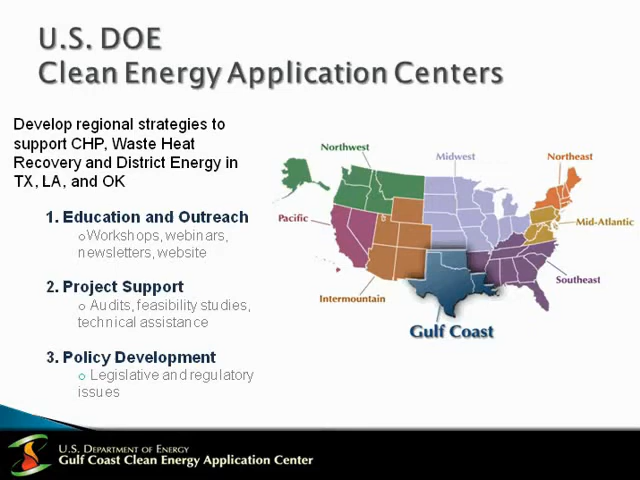 U.S. DOE
Clean Energy Application Centers
Develop regional strategies to
support CHP, Waste Heat
Recovery and District Energy in
TX, LA, and OK
1. Education and Outreach
○Workshops, webinars,
newsletters, website
2. Project Support
○ Audits, feasibility studies,
technical assistance
3. Policy Development
○ Legislative and regulatory
issues
Northwest
Midwest
Northeast
Pacific
Mid-Atlantic
Southeast
Intermountain
Gulf Coast
U.S. DEPARTMENT OF ENERGY
Gulf Coast Clean Energy Application Center